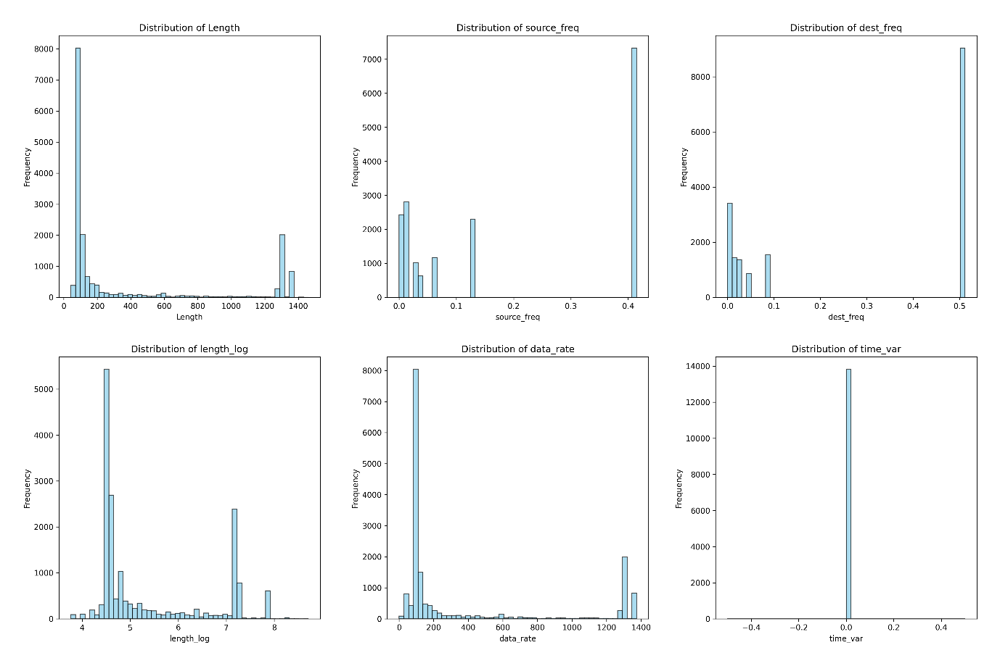 Distribution of Length
Frequency
8000
7000
6000
5000
4000
3000
2000
1000
0
0 200 400 600 800 1000 1200 1400
Length
Distribution of source_freq
Frequency
7000
6000
5000
4000
3000
2000
1000
0
0.0 0.1 0.2 0.3 0.4
source_freq
Distribution of dest_freq
Frequency
8000
6000
4000
2000
0
0.0 0.1 0.2 0.3 0.4 0.5
dest_freq
Distribution of length_log
Frequency
5000
4000
3000
2000
1000
0
4 5 6 7 8
length_log
Distribution of data_rate
Frequency
8000
7000
6000
5000
4000
3000
2000
1000
0
0 200 400 600 800 1000 1200 1400
data_rate
Distribution of time_var
Frequency
14000
12000
10000
8000
6000
4000
2000
0
−0.4 −0.2 0.0 0.2 0.4
time_var